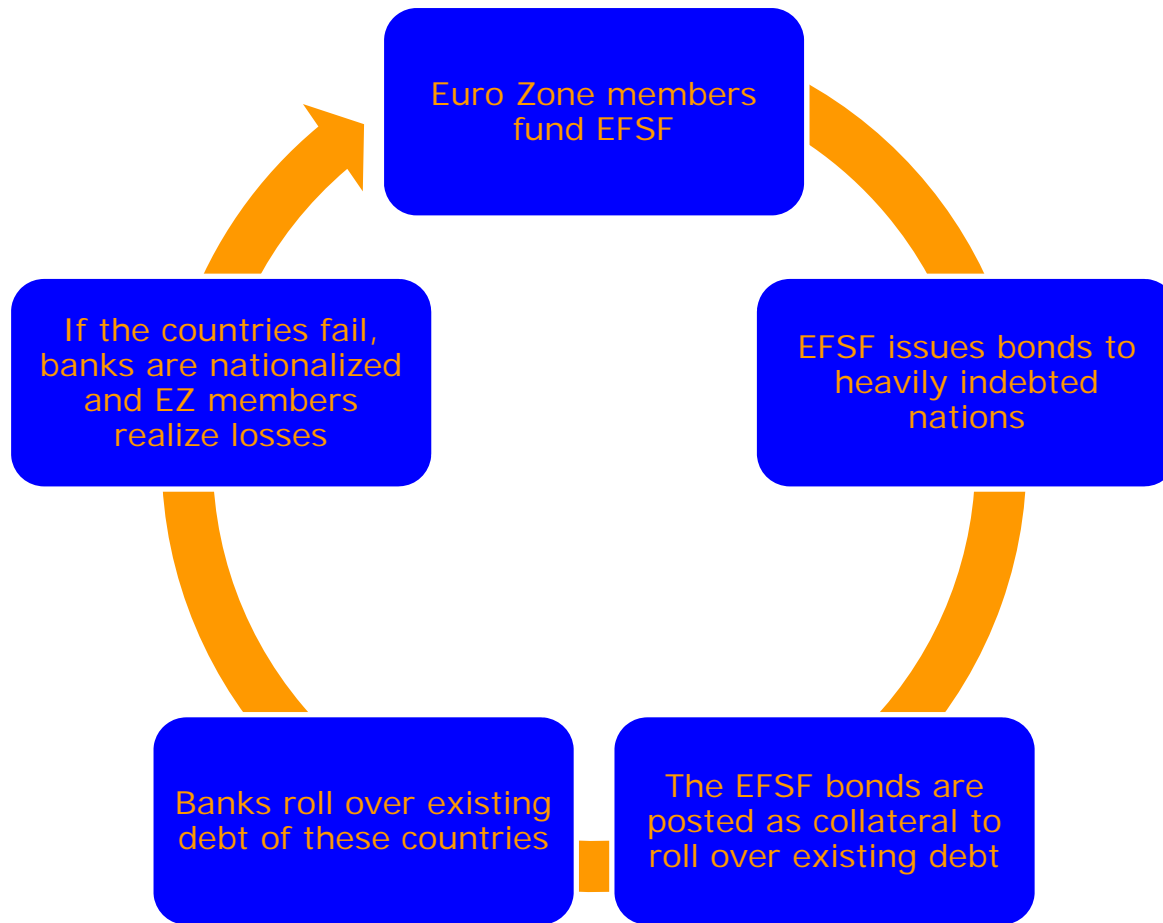 Euro Zone members
fund EFSF
EFSF issues bonds to
heavily indebted
nations
The EFSF bonds are
posted as collateral to
roll over existing debt
Banks roll over existing
debt of these countries
If the countries fail,
banks are nationalized
and EZ members
realize losses